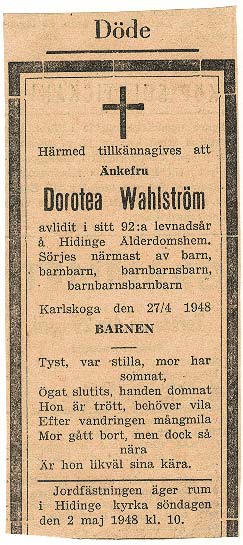 Döde
Härmed tillkännagives att
Änkefru
Dorotea Wahlström
avlidit i sitt 92:a levnadsår
å Hidinge Ålderdomshem.
Sörjes närmast av barn,
barnbarn, barnbarnsbarn,
barnbarnsbarnbarn
Karlskoga den 27/4 1948
BARNEN
Tyst, var stilla, mor har
somnat,
Ögat slutits, handen domnat
Hon är trött, behöver vila
Efter vandringen mångmila
Mor gått bort, men dock så
nära
Är hon likväl sina kära.
Jordfästningen äger rum
i Hidinge kyrka söndagen
den 2 maj 1948 kl. 10.